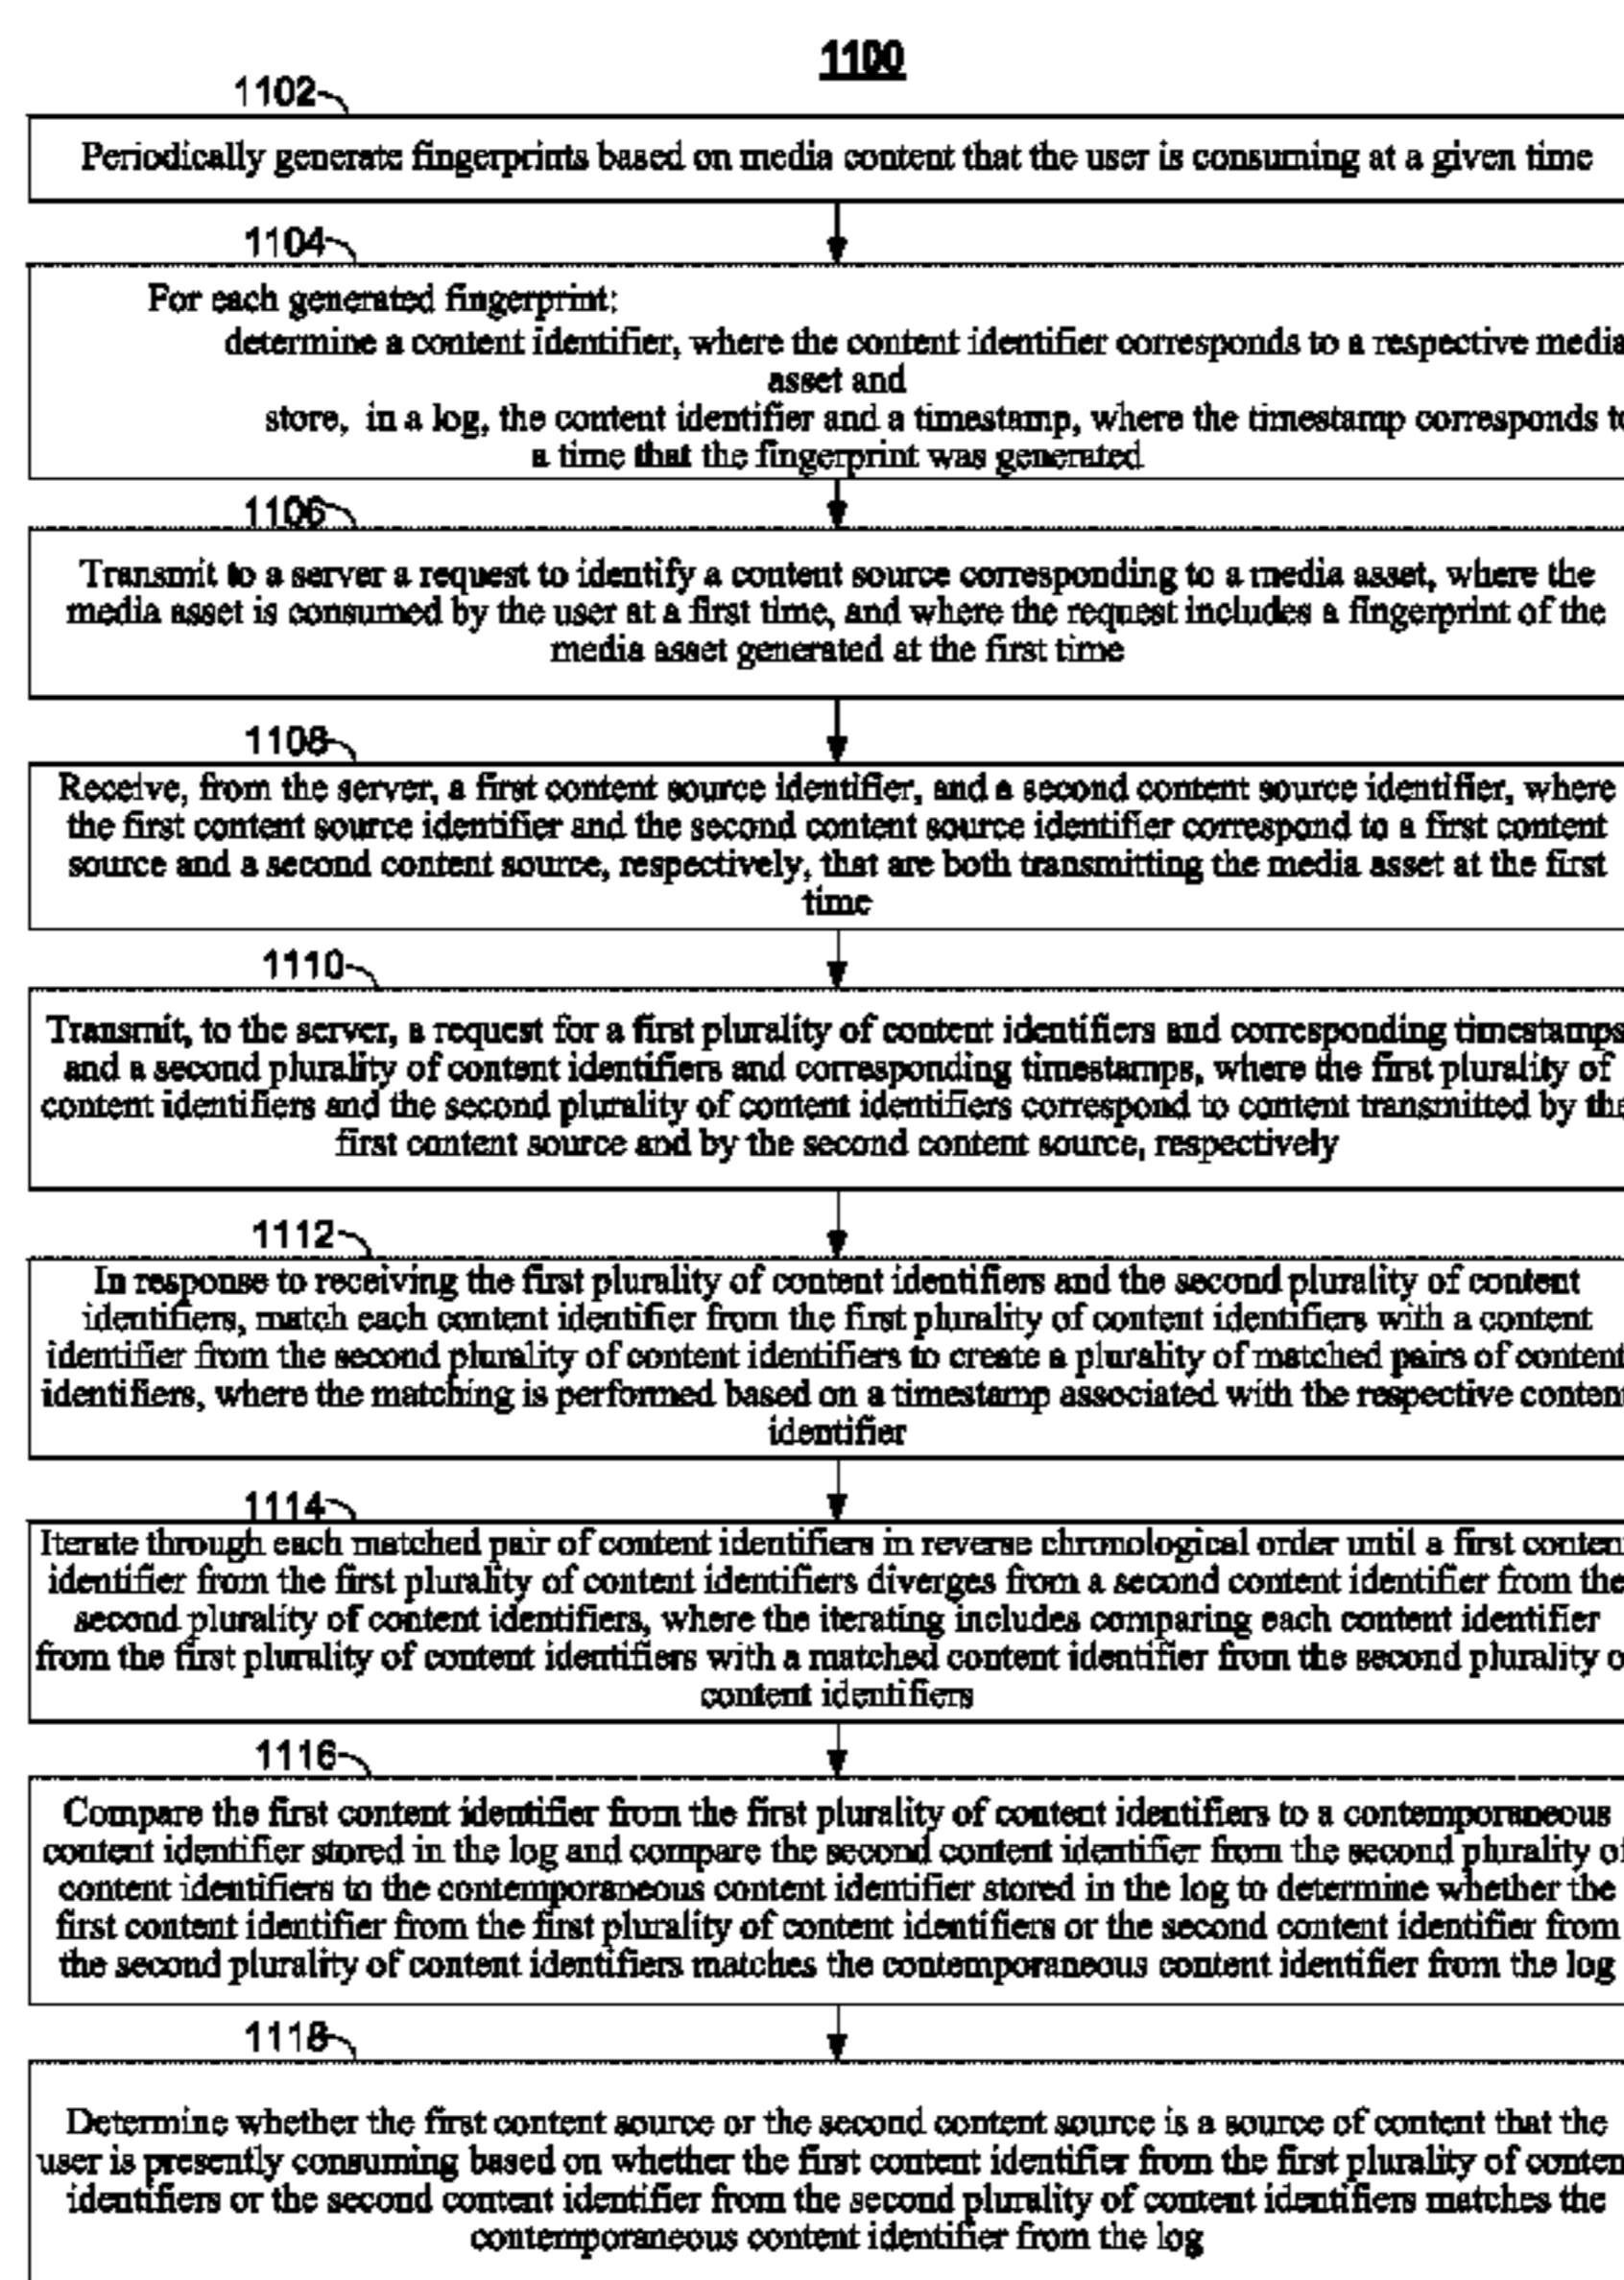 1100
1102
Periodically generate fingerprints based on media content that the user is consuming at a given time
1104
For each generated fingerprint:
determine a content identifier, where the content identifier corresponds to a respective media
asset and
store, in a log, the content identifier and a timestamp, where the timestamp corresponds to
a time that the fingerprint was generated
1106
Transmit to a server a request to identify a content source corresponding to a media asset, where the
media asset is consumed by the user at a first time, and where the request includes a fingerprint of the
media asset generated at the first time
1108
Receive, from the server, a first content source identifier, and a second content source identifier, where
the first content source identifier and the second content source identifier correspond to a first content
source and a second content source, respectively, that are both transmitting the media asset at the first
time
1110
Transmit, to the server, a request for a first plurality of content identifiers and corresponding timestamps
and a second plurality of content identifiers and corresponding timestamps, where the first plurality of
content identifiers and the second plurality of content identifiers correspond to content transmitted by the
first content source and by the second content source, respectively
1112
In response to receiving the first plurality of content identifiers and the second plurality of content
identifiers, match each content identifier from the first plurality of content identifiers with a content
identifier from the second plurality of content identifiers to create a plurality of matched pairs of content
identifiers, where the matching is performed based on a timestamp associated with the respective content
identifier
1114
Iterate through each matched pair of content identifiers in reverse chronological order until a first content
identifier from the first plurality of content identifiers diverges from a second content identifier from the
second plurality of content identifiers, where the iterating includes comparing each content identifier
from the first plurality of content identifiers with a matched content identifier from the second plurality of
content identifiers
1116
Compare the first content identifier from the first plurality of content identifiers to a contemporaneous
content identifier stored in the log and compare the second content identifier from the second plurality of
content identifiers to the contemporaneous content identifier stored in the log to determine whether the
first content identifier from the first plurality of content identifiers or the second content identifier from
the second plurality of content identifiers matches the contemporaneous content identifier from the log
1118
Determine whether the first content source or the second content source is a source of content that the
user is presently consuming based on whether the first content identifier from the first plurality of content
identifiers or the second content identifier from the second plurality of content identifiers matches the
contemporaneous content identifier from the log